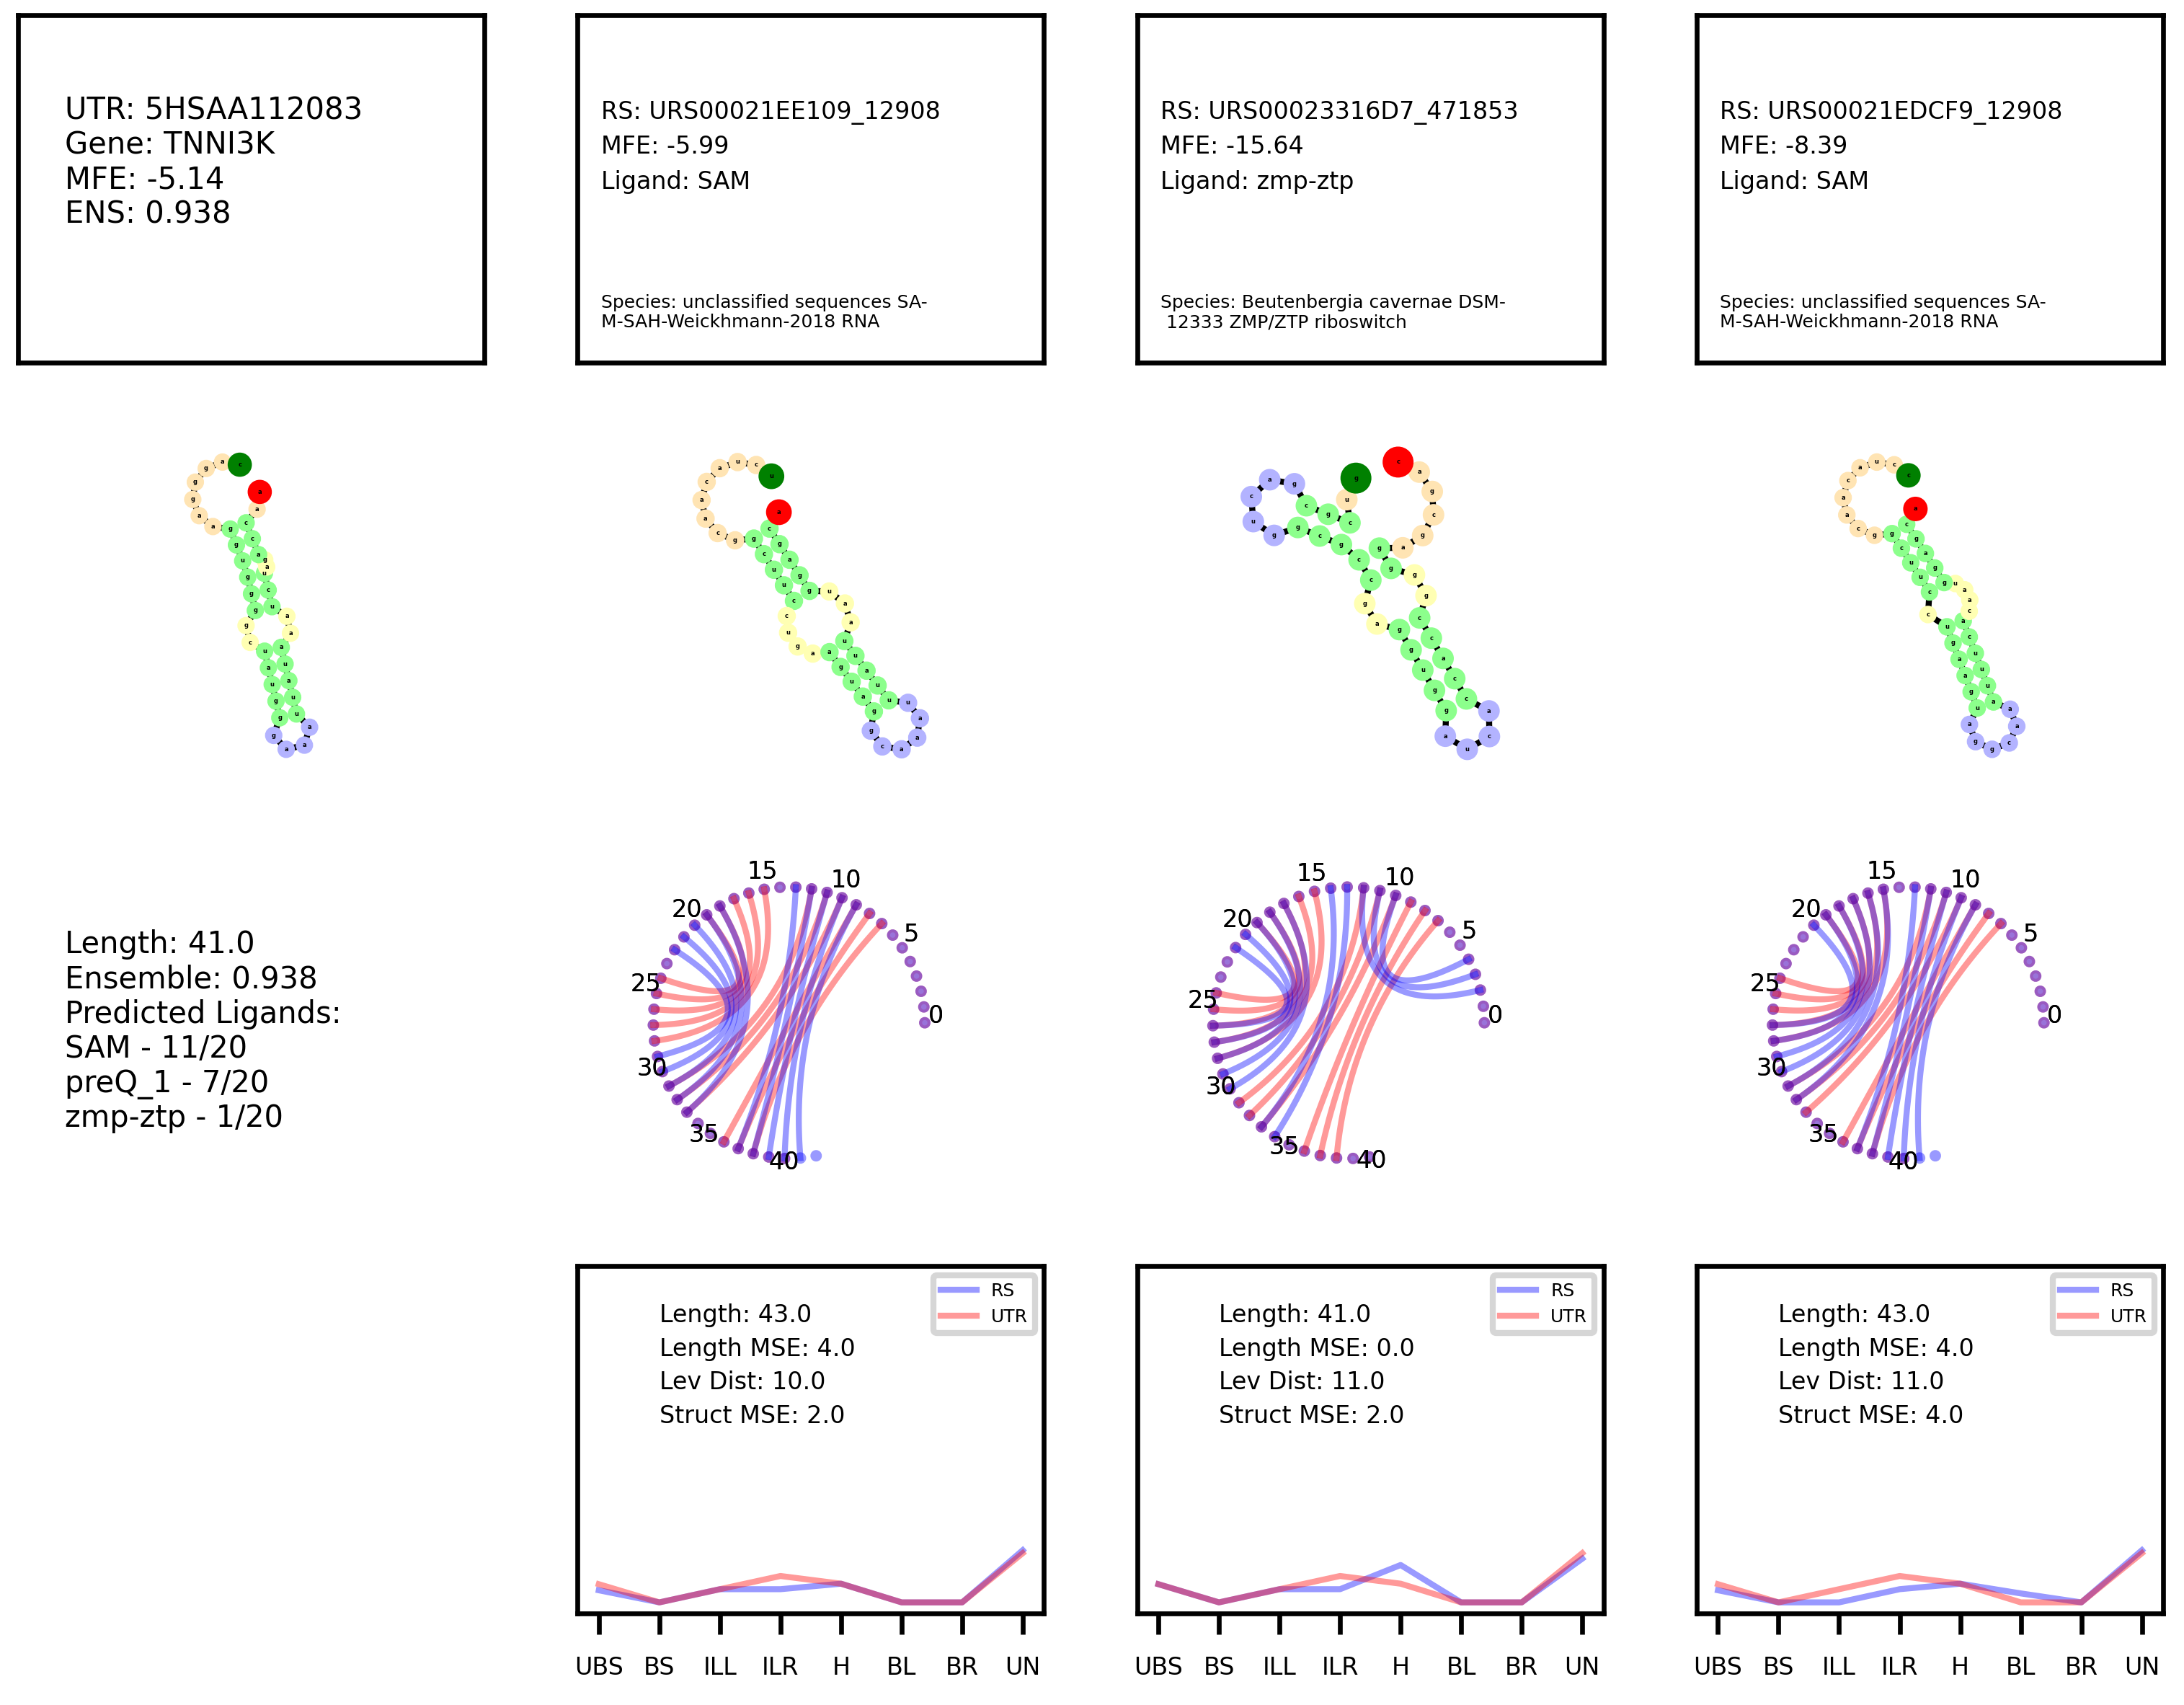 UTR: 5HSAA112083
Gene: TNNI3K
MFE: -5.14
ENS: 0.938
RS: URS00021EE109_12908
MFE: -5.99
Ligand: SAM
Species: unclassified sequences SA-
M-SAH-Weickhmann-2018 RNA
RS: URS00023316D7_471853
MFE: -15.64
Ligand: zmp-ztp
Species: Beutenbergia cavernae DSM-
12333 ZMP/ZTP riboswitch
RS: URS00021EDCF9_12908
MFE: -8.39
Ligand: SAM
Species: unclassified sequences SA-
M-SAH-Weickhmann-2018 RNA
Length: 41.0
Ensemble: 0.938
Predicted Ligands:
SAM - 11/20
preQ_1 - 7/20
zmp-ztp - 1/20
0
5
10
15
20
25
30
35
40
0
5
10
15
20
25
30
35
40
0
5
10
15
20
25
30
35
40
Length: 43.0
Length MSE: 4.0
Lev Dist: 10.0
Struct MSE: 2.0
RS
UTR
UBS BS ILL ILR H BL BR UN
Length: 41.0
Length MSE: 0.0
Lev Dist: 11.0
Struct MSE: 2.0
RS
UTR
UBS BS ILL ILR H BL BR UN
Length: 43.0
Length MSE: 4.0
Lev Dist: 11.0
Struct MSE: 4.0
RS
UTR
UBS BS ILL ILR H BL BR UN